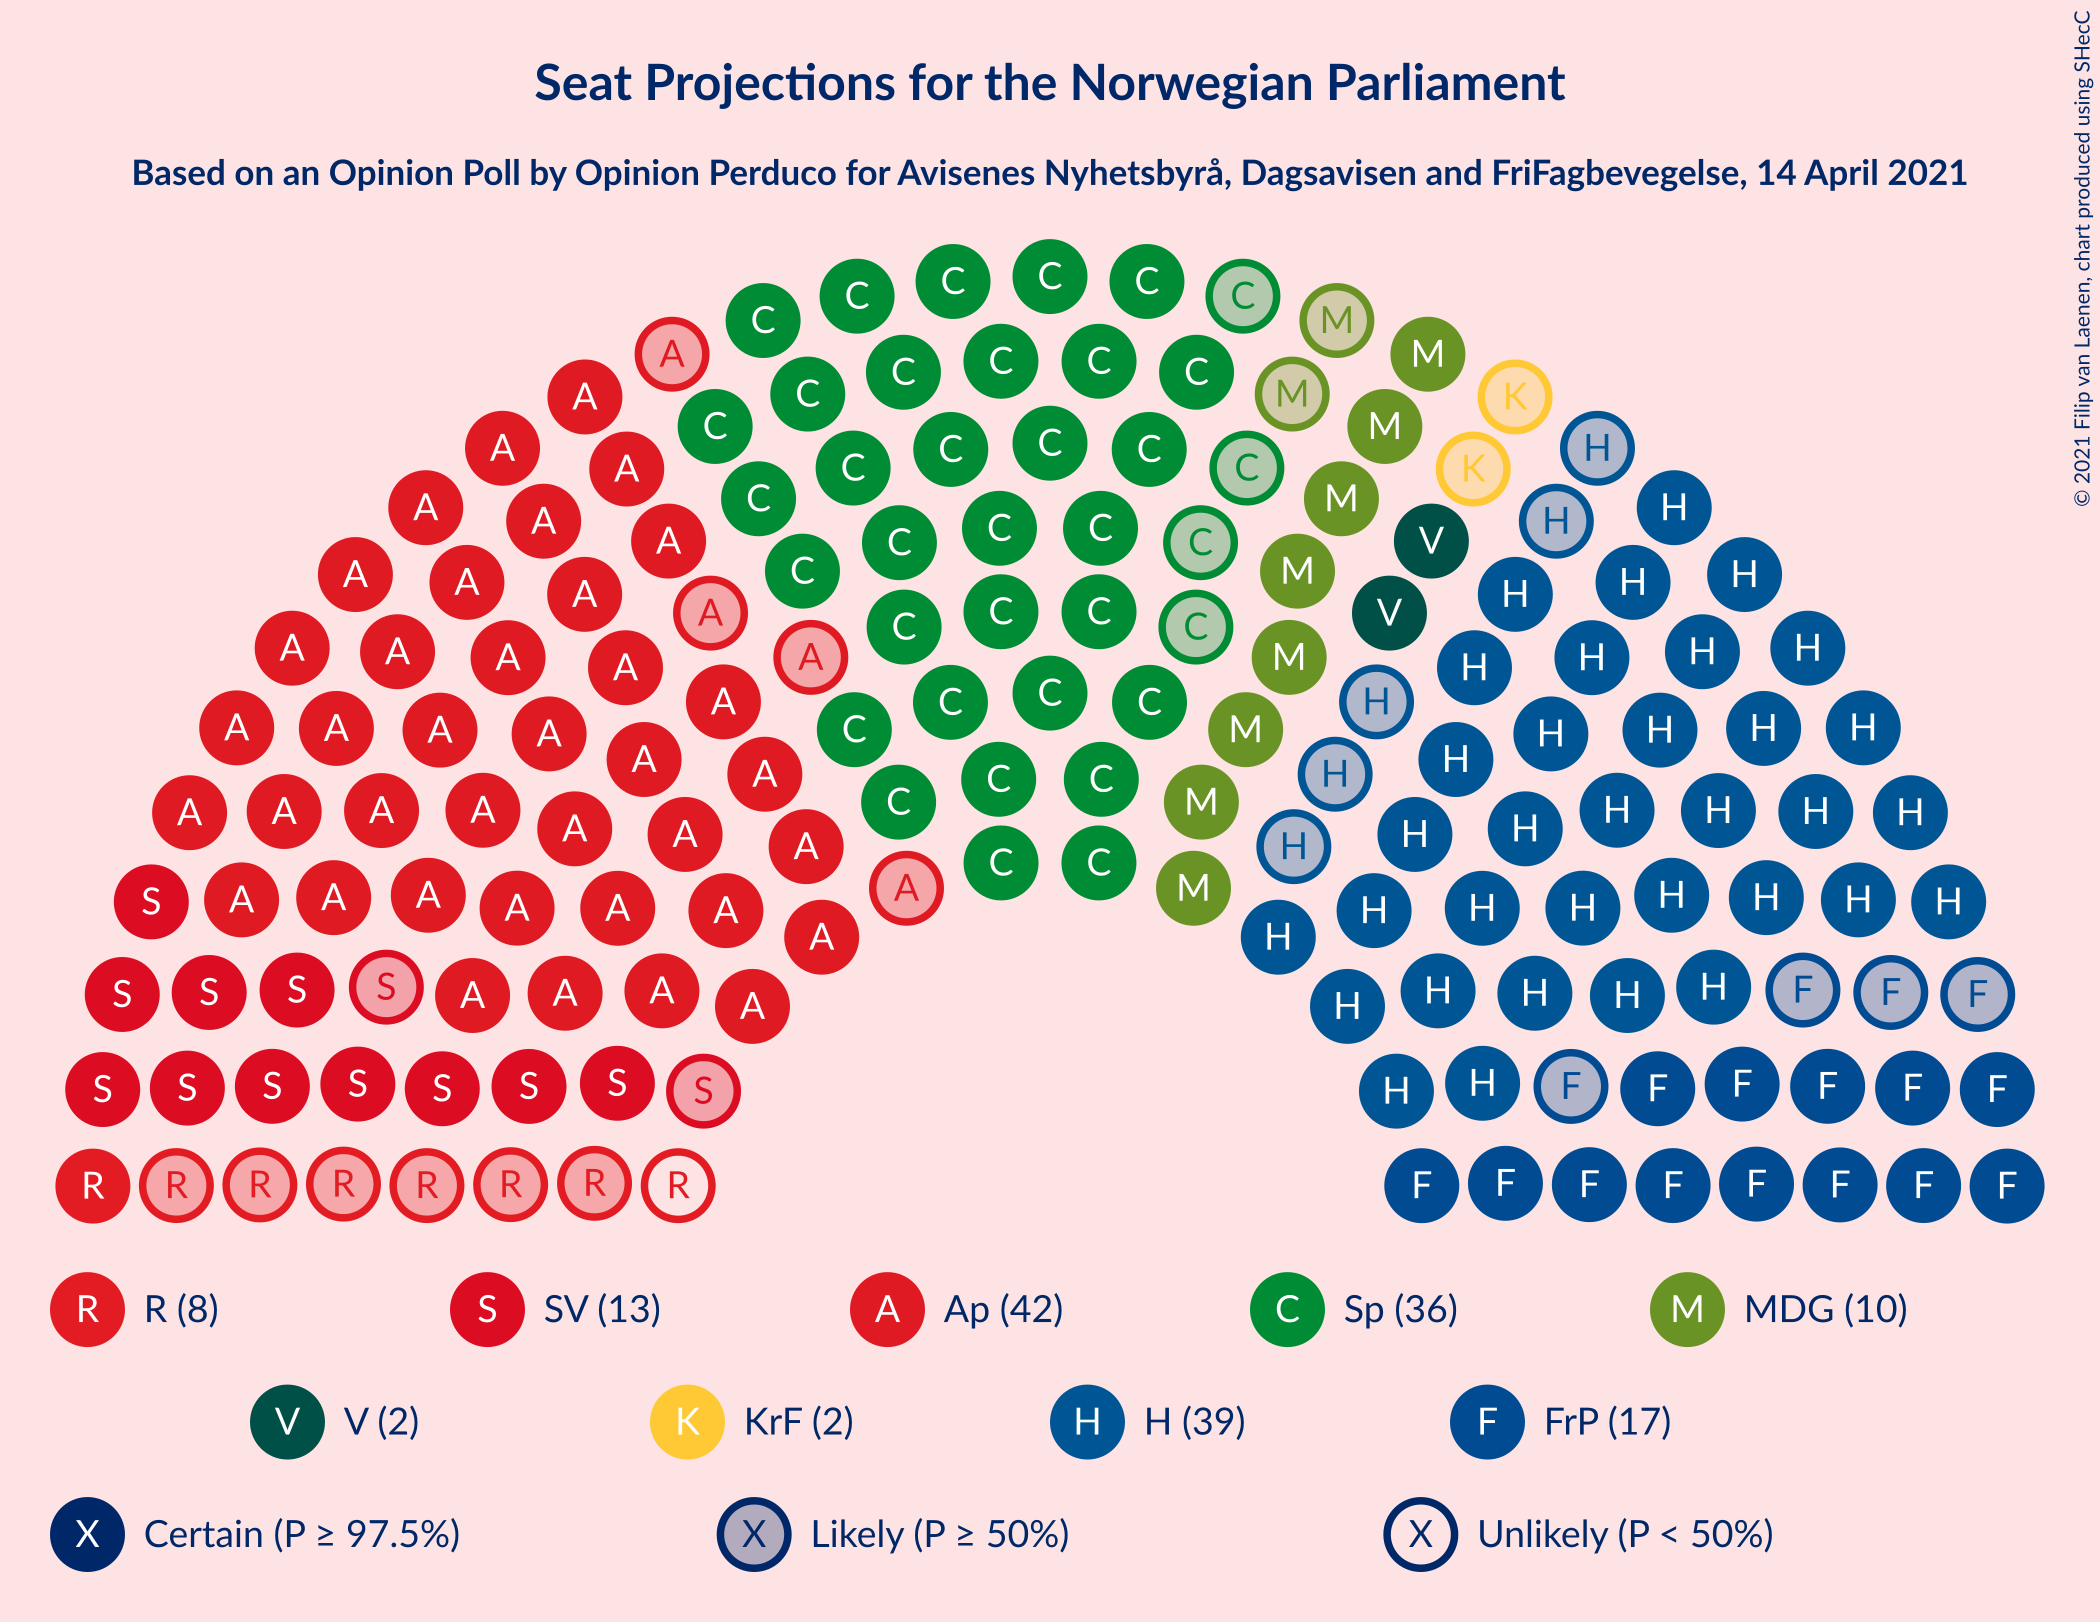 Seat Projections for the Norwegian Parliament
Based on an Opinion Poll by Opinion Perduco for Avisenes Nyhetsbyrå, Dagsavisen and FriFagbevegelse, 14 April 2021
© 2021 Filip van Laenen, chart produced using SHecC
C C C C C C M
A C M
A C C C C C M K
A C M H
A C C C C C M K
A C M H H
A A C C C C V
A A C M H H
A A A C C C C M V H
A A A A M H H H
A A A C C C C M H H H
A A A A A C M H H H H H
A A A C C H H
A A A A A A C M H H H H H H
A C C H
S A A A A A A A M H H H H H H H
A H
S S S S A A A H H H H F F F
A H
S S S S S S S S H H F F F F F F
R R R R R R R R F F F F F F F F
R R (8) S SV (13) A Ap (42) C Sp (36) M MDG (10)
V V (2) K KrF (2) H H (39) F FrP (17)
X Certain (P ≥ 97.5%) X Likely (P ≥ 50%) X Unlikely (P < 50%)